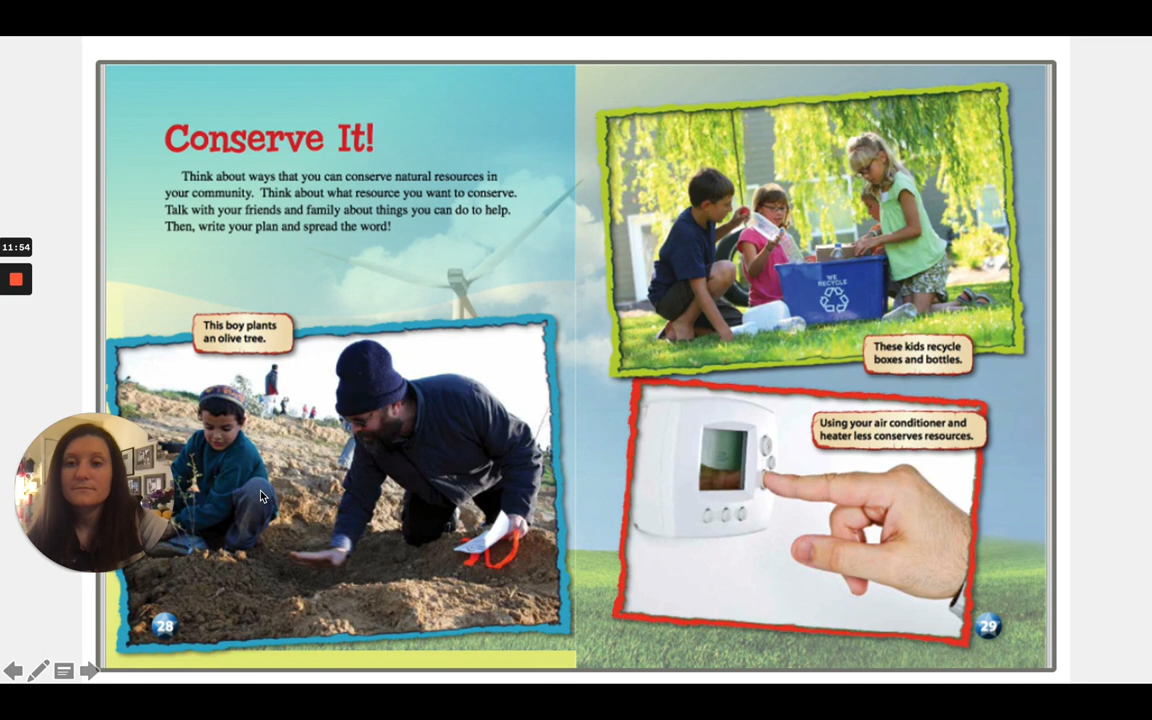 11:54
Conserve It!
Think about ways that you can conserve natural resources in
your community. Think about what resource you want to conserve.
Talk with your friends and family about things you can do to help.
Then, write your plan and spread the word!
This boy plants
an olive tree.
28
WE
RECYCLE
These kids recycle
boxes and bottles.
Using your air conditioner and
heater less conserves resources.
29